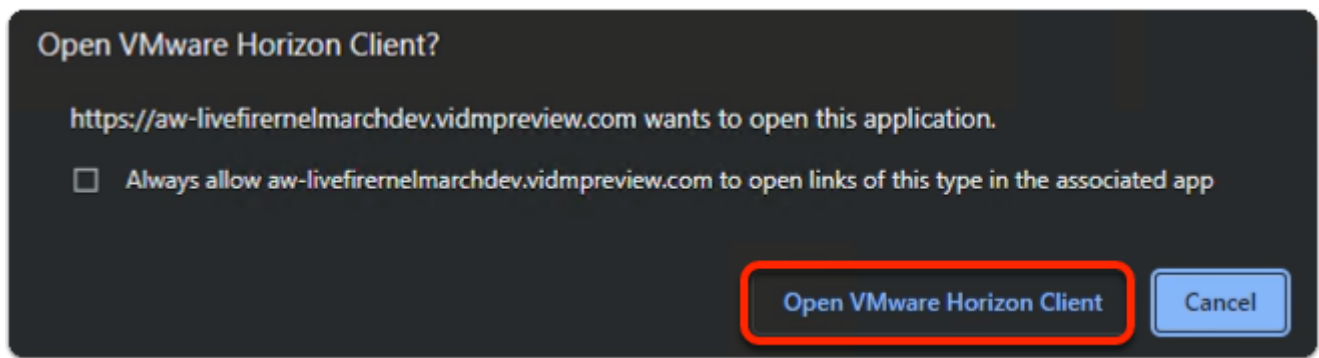 Open VMware Horizon Client?
https://aw-livefirernelmarchdev.vidmpreview.com wants to open this application.
Always allow aw-livefirernelmarchdev.vidmpreview.com to open links of this type in the associated app
Open VMware Horizon Client Cancel